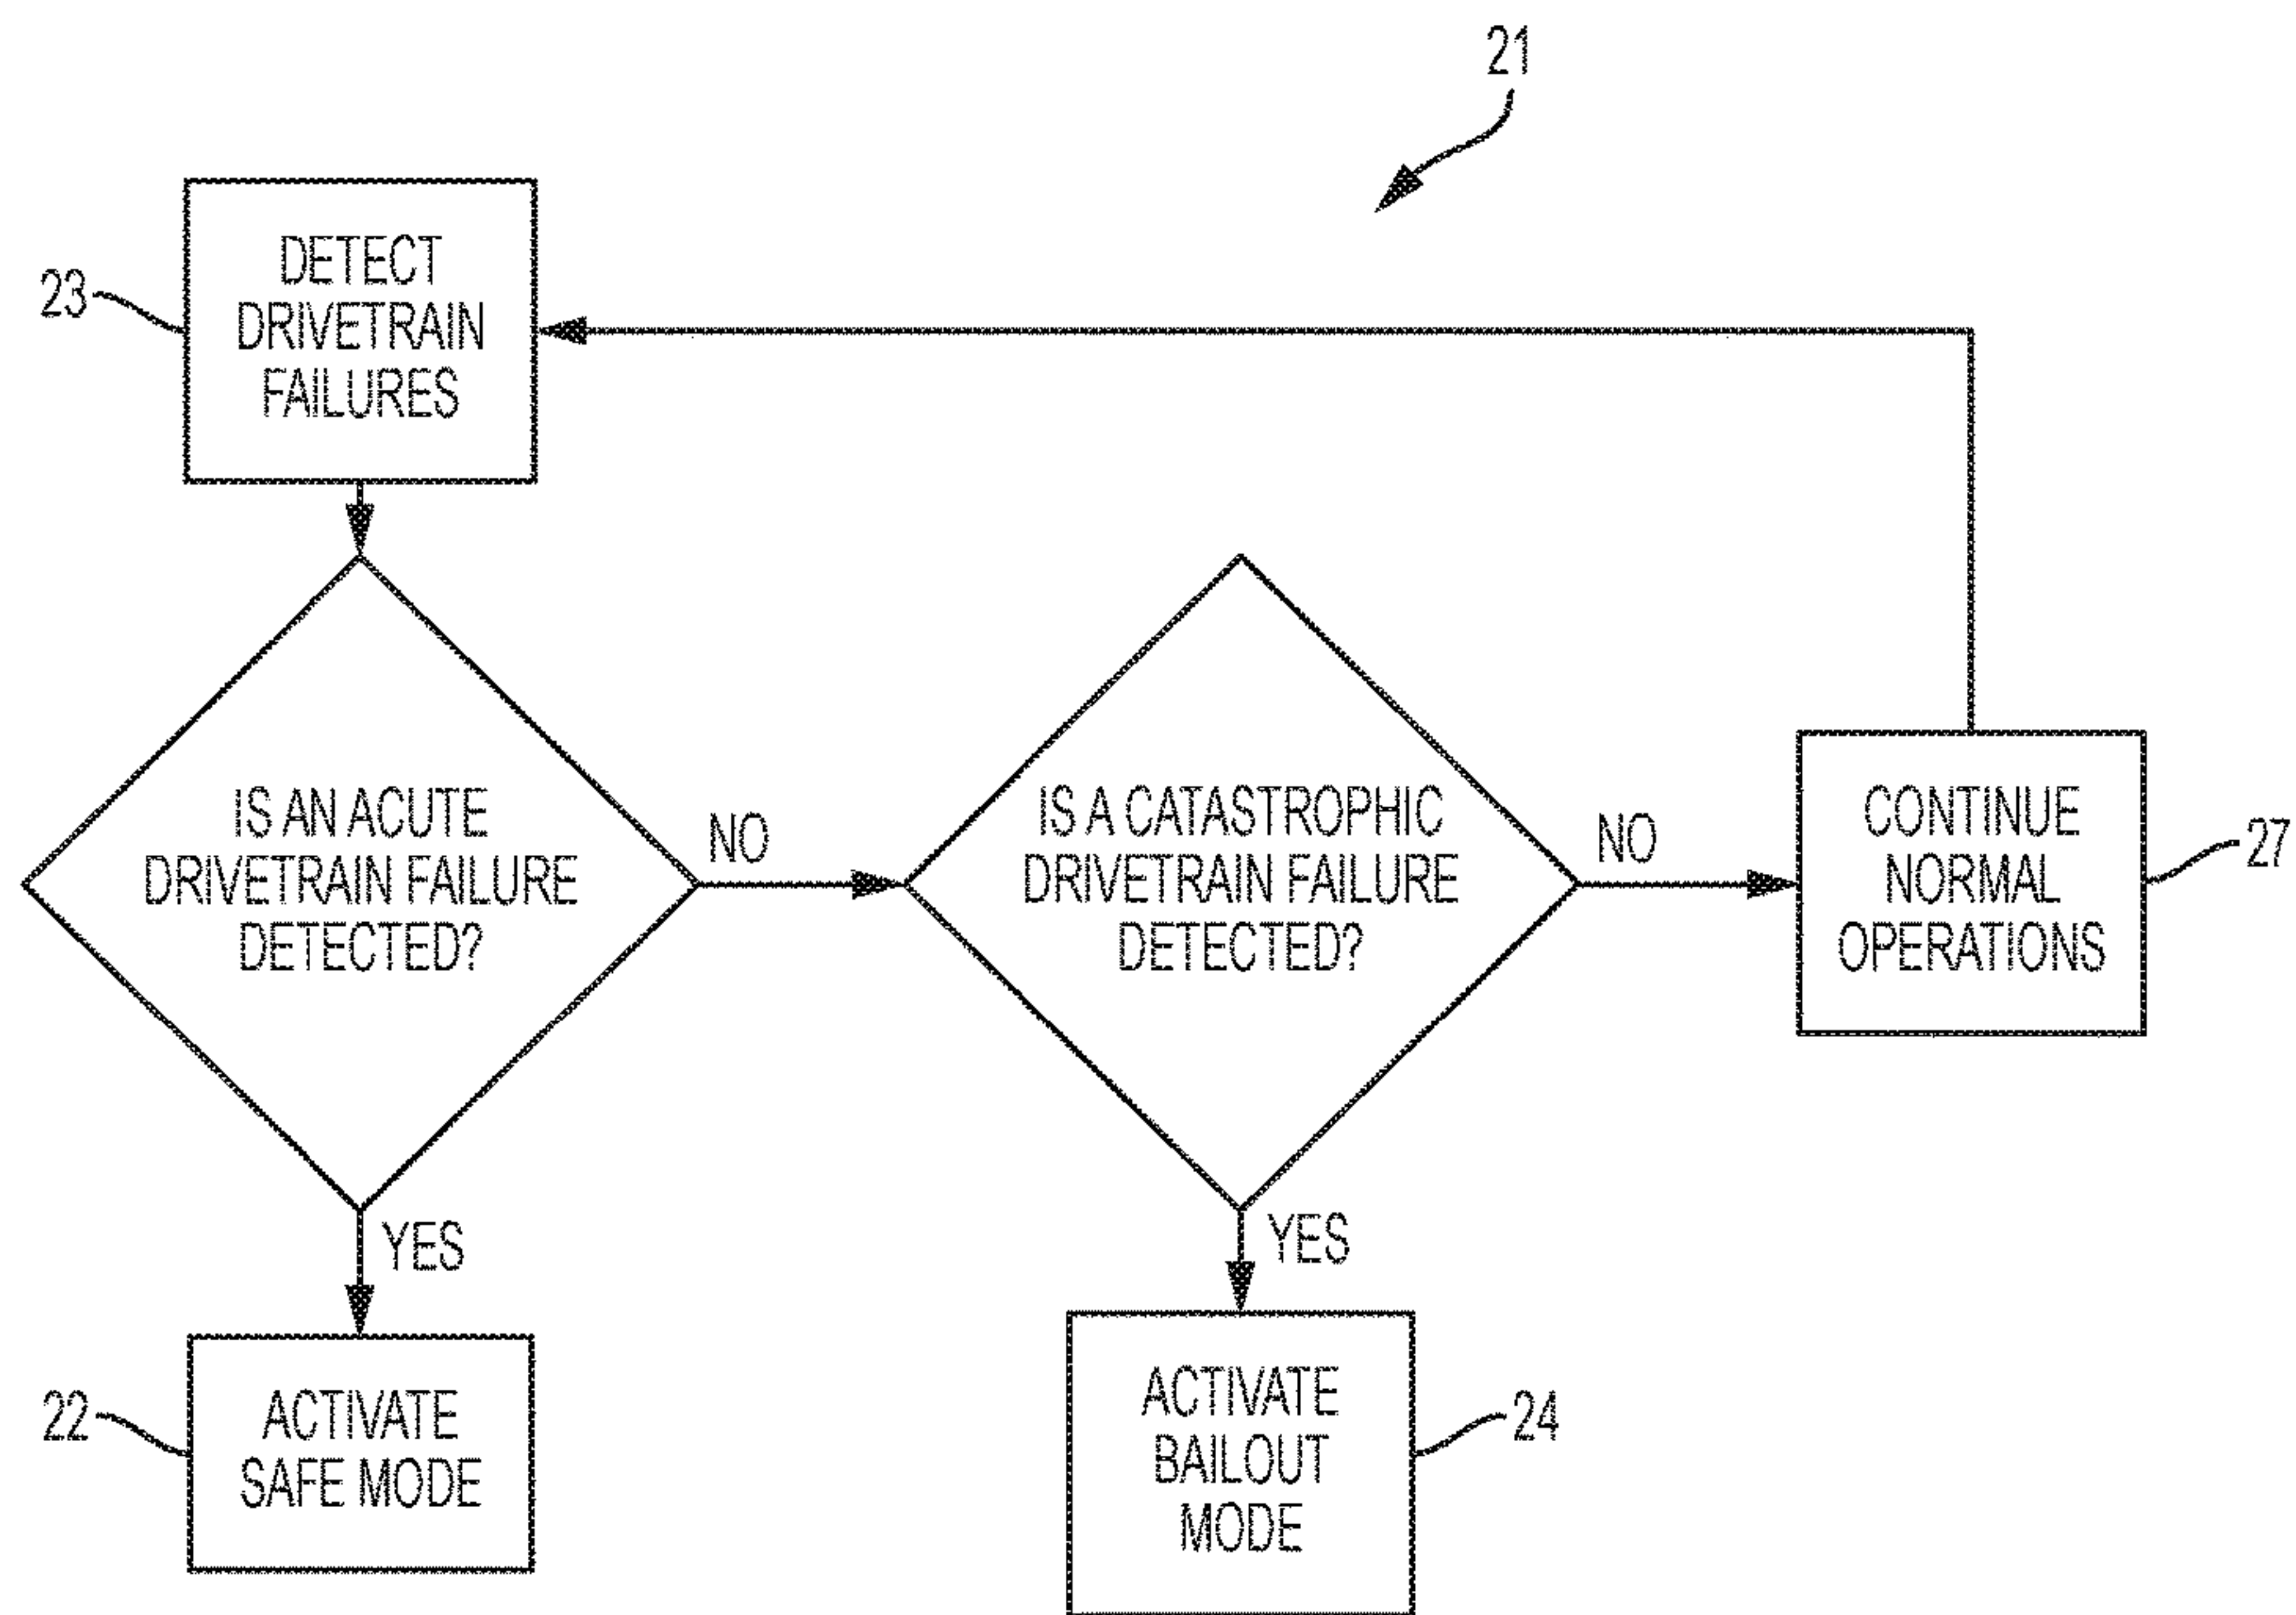 21
23
DETECT
DRIVETRAIN
FAILURES
IS AN ACUTE
DRIVETRAIN FAILURE
DETECTED?
NO
IS A CATASTROPHIC
DRIVETRAIN FAILURE
DETECTED?
NO
CONTINUE
NORMAL
OPERATIONS
27
YES
YES
22
ACTIVATE
SAFE MODE
ACTIVATE
BAILOUT
MODE
24